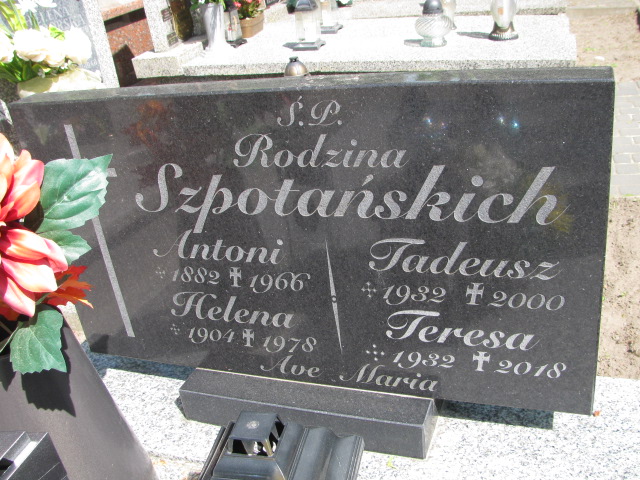 Ś.P.
Rodzina
Szpotańskich
Antoni
1882 ✝ 1966
Helena
1904 ✝ 1978
Tadeusz
1932 ✝ 2000
Teresa
1932 ✝ 2018
Ave Maria